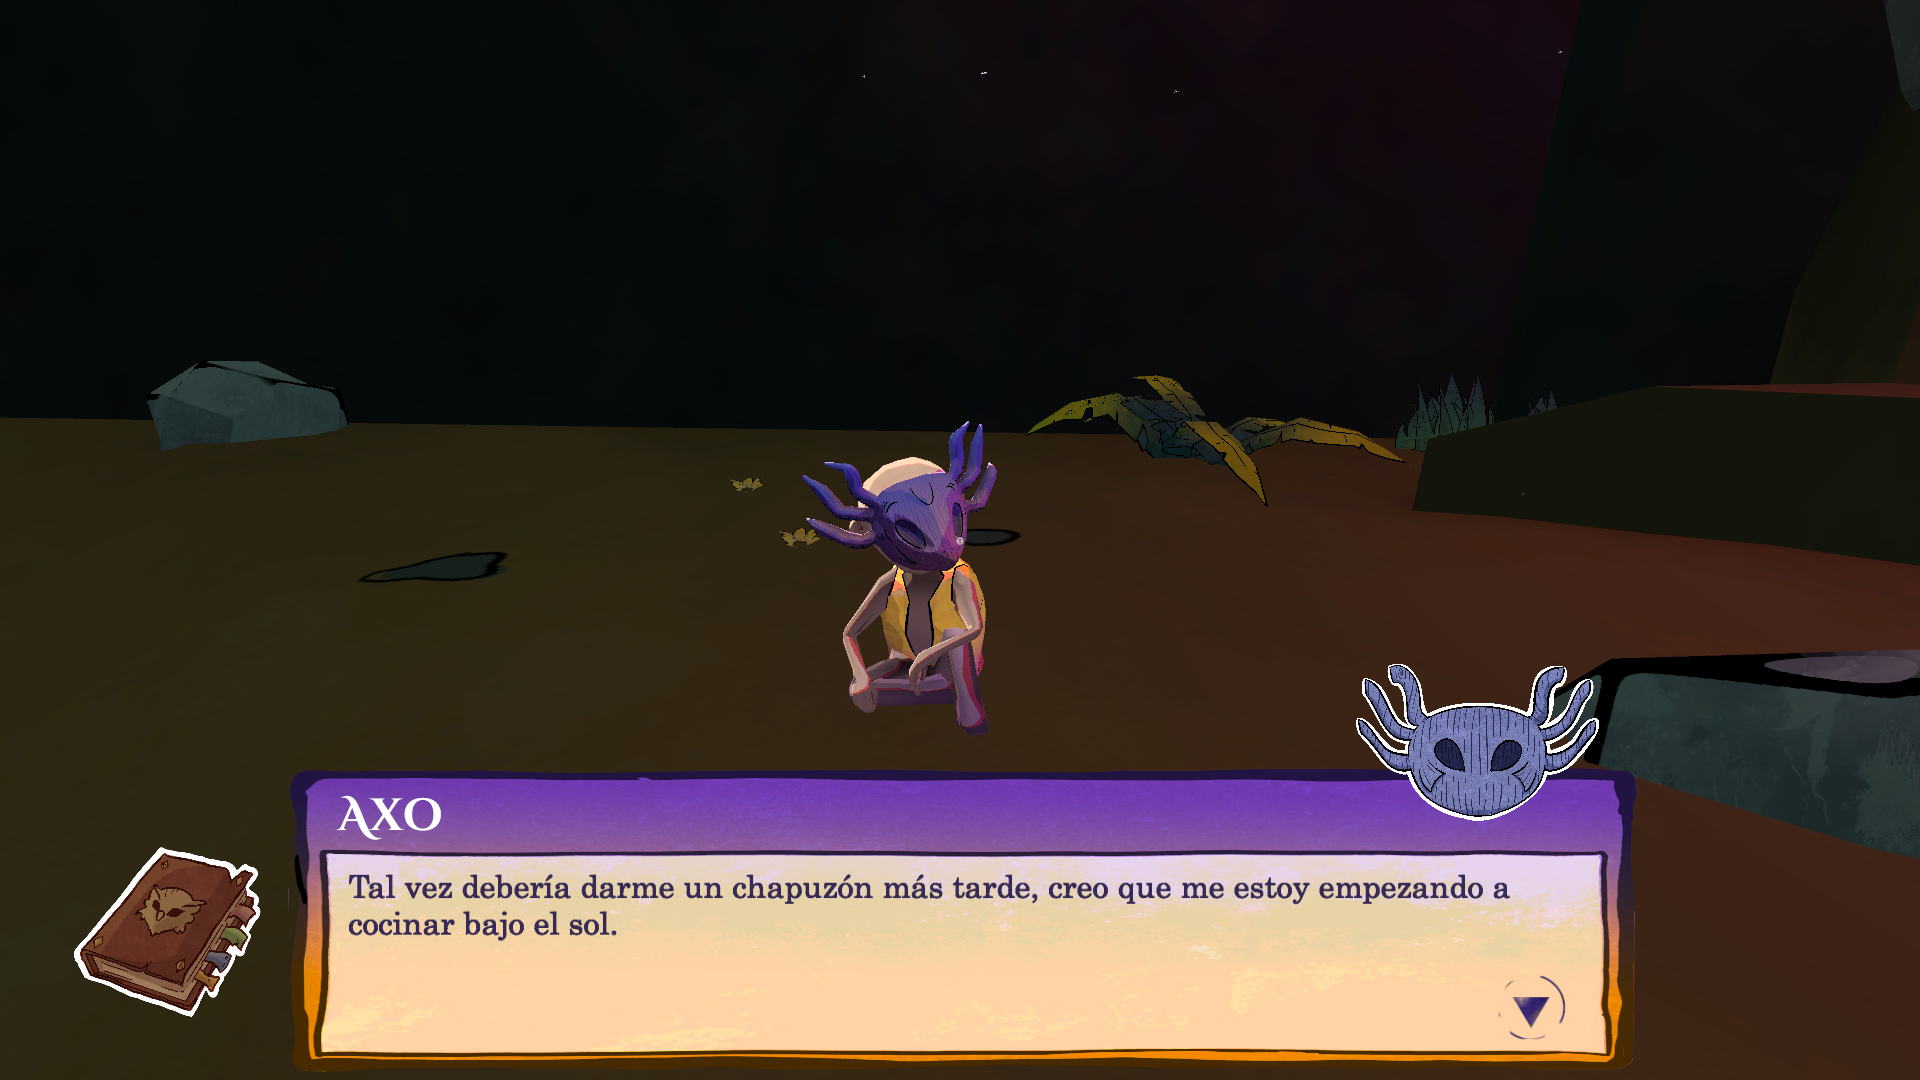 AXO
Tal vez debería darme un chapuzón más tarde, creo que me estoy empezando a
cocinar bajo el sol.